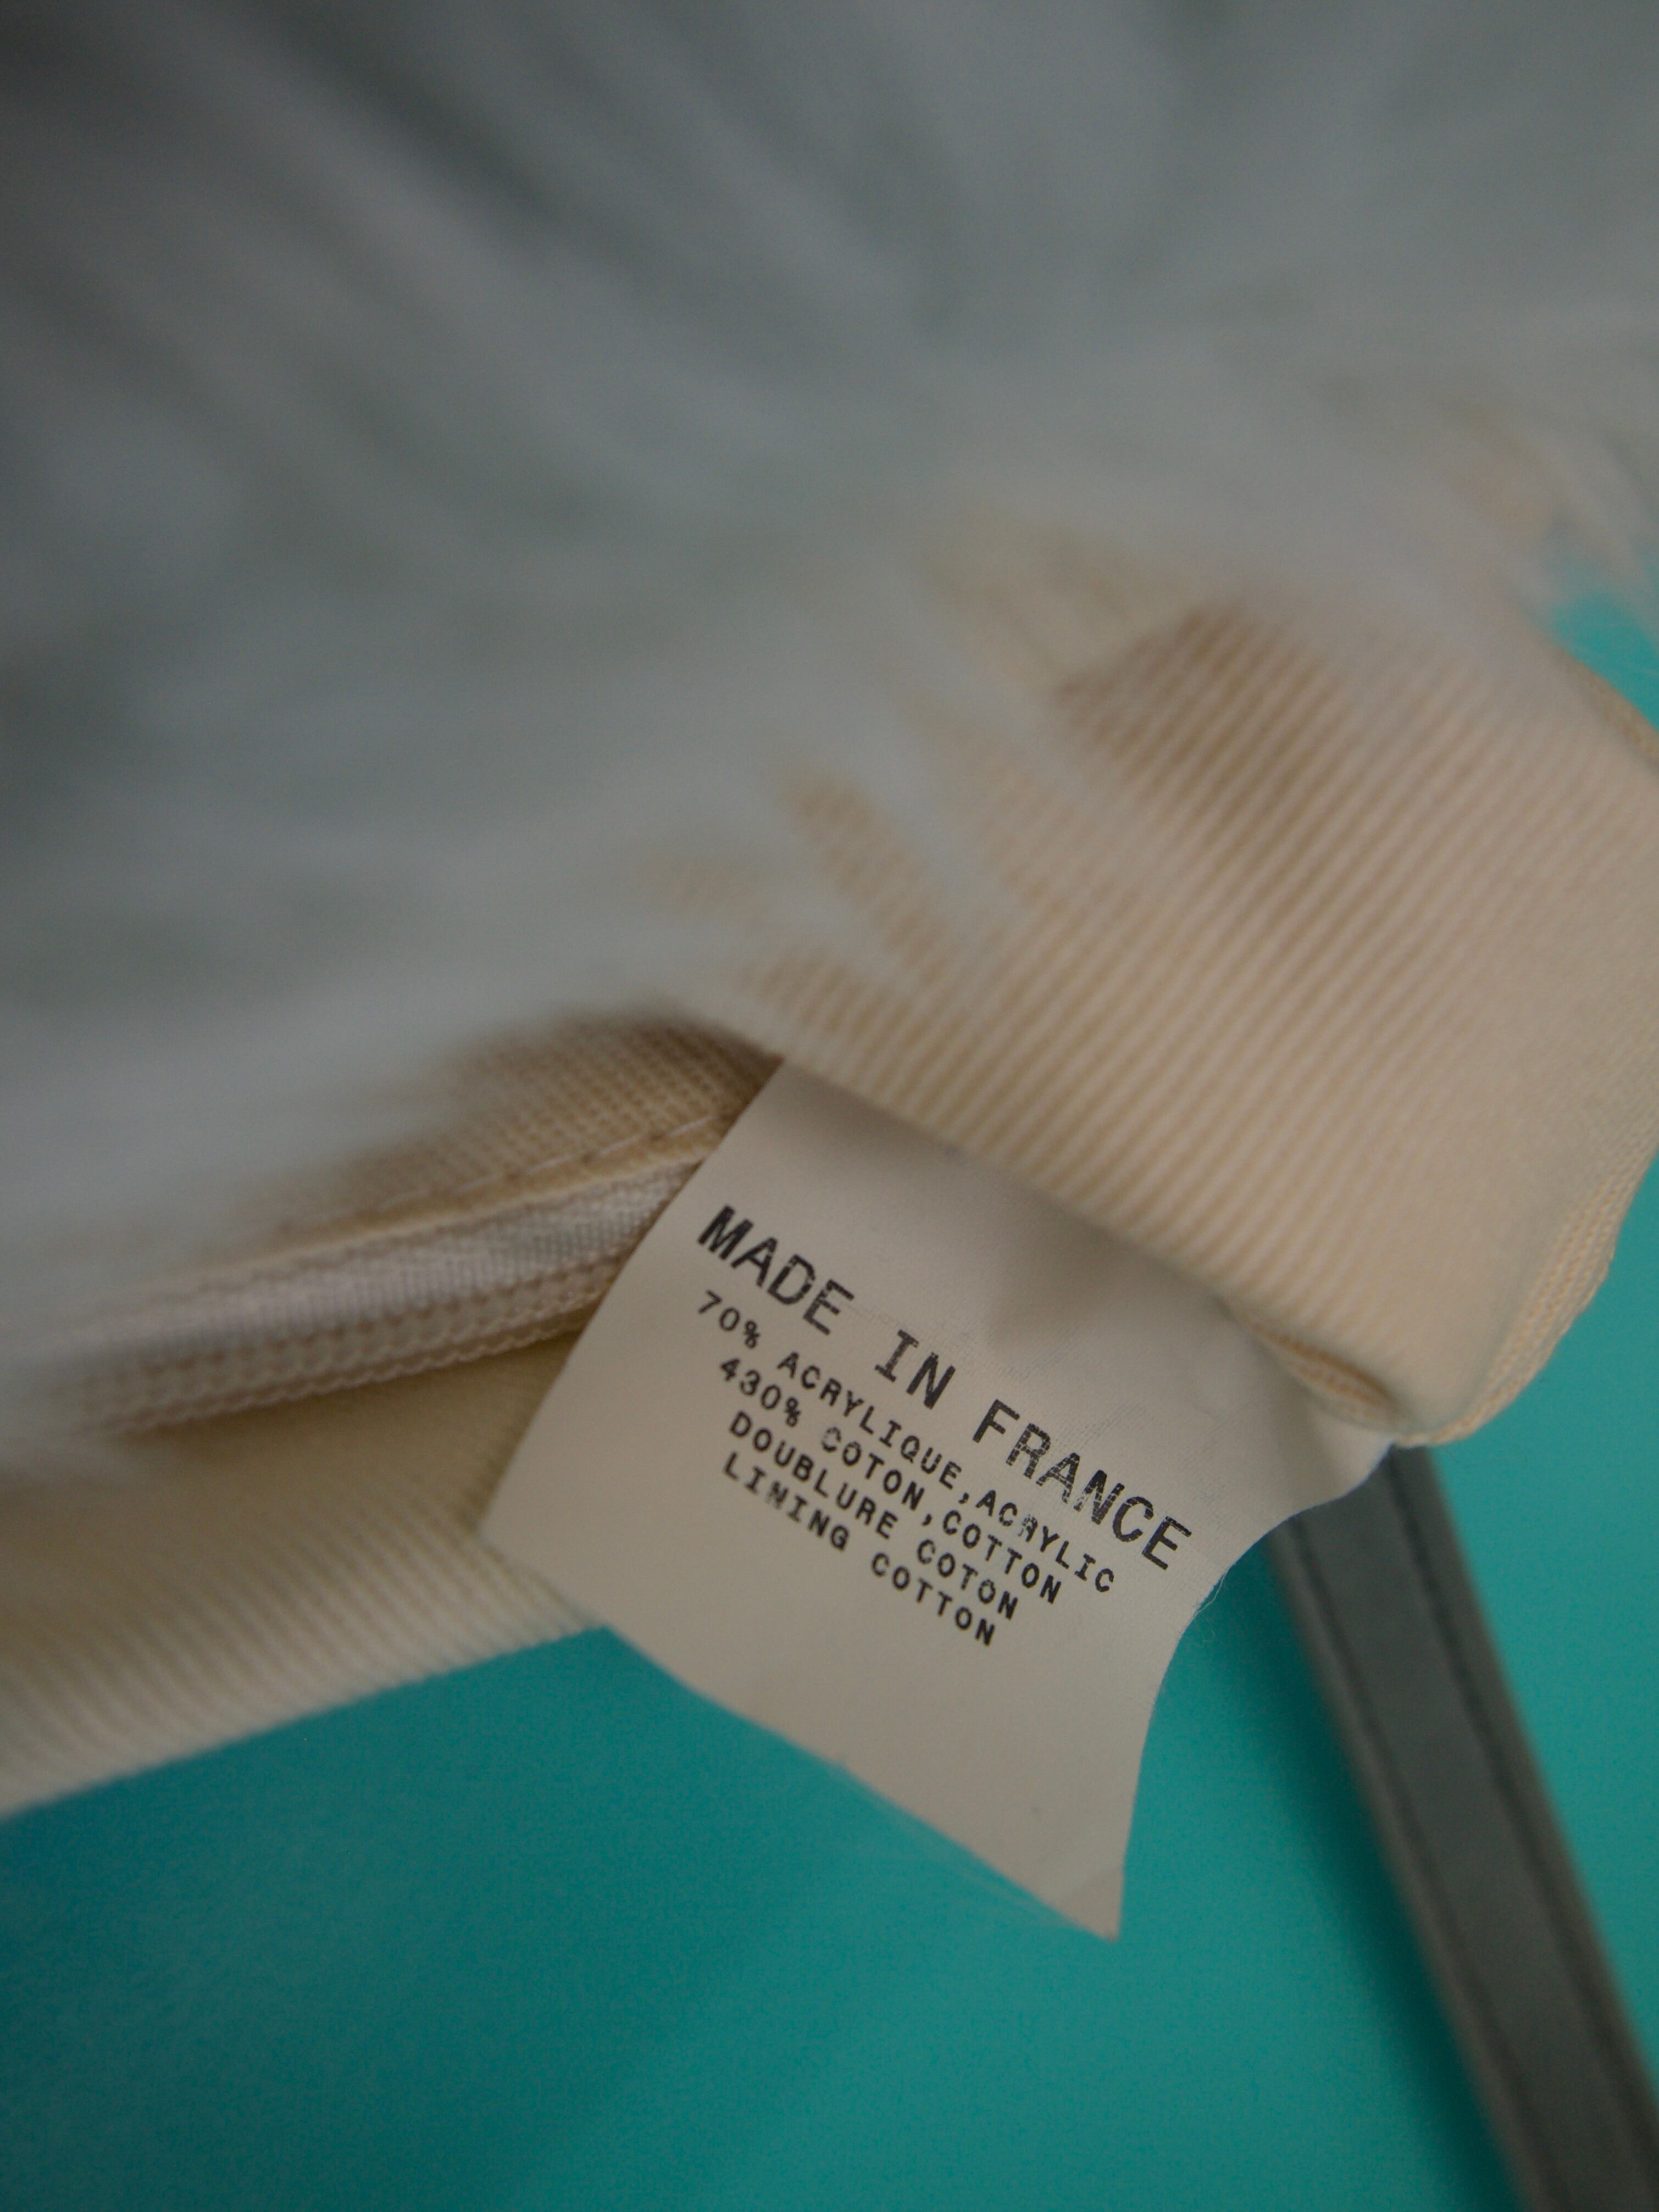 MADE IN FRANCE
70% ACRYLIQUE,ACRYLIC
430% COTON,COTTON
DOUBLURE COTON
LINING COTTON